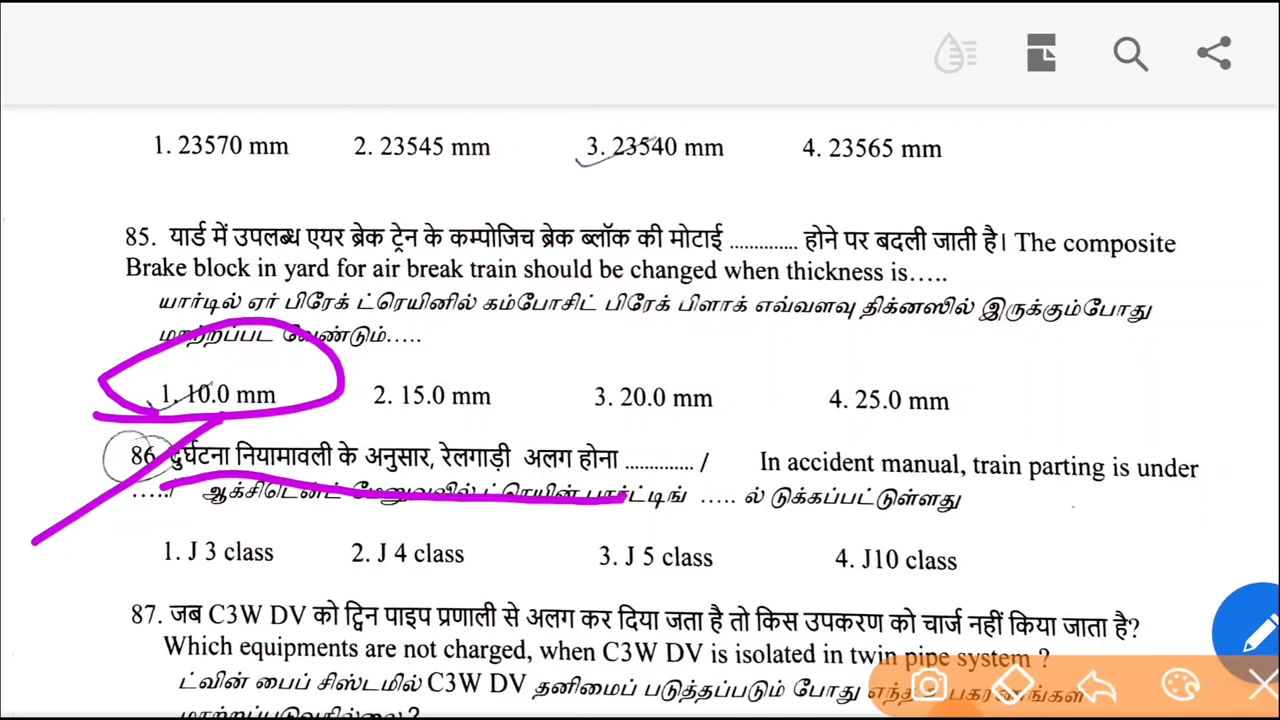 1. 23570 mm 2. 23545 mm 3. 23540 mm 4. 23565 mm
85. यार्ड में उपलब्ध एयर ब्रेक ट्रेन के कम्पोजिच ब्रेक ब्लॉक की मोटाई .............. होने पर बदली जाती है। The composite
Brake block in yard for air break train should be changed when thickness is…..
யார்டில் ஏர் பிரேக் ட்ரெயினில் கம்போசிட் பிரேக் பிளாக் எவ்வளவு திக்னஸில் இருக்கும்போது
மாற்றப்பட வேண்டும்…..
1. 10.0 mm 2. 15.0 mm 3. 20.0 mm 4. 25.0 mm
86. दुर्घटना नियामावली के अनुसार, रेलगाड़ी अलग होना .............. / In accident manual, train parting is under
…..। ஆக்சிடென்ட் மேனுவலில் ட்ரெயின் பார்ட்டிங் ….. ல் டுக்கப்பட்டுள்ளது
1. J 3 class 2. J 4 class 3. J 5 class 4. J10 class
87. जब C3W DV को ट्विन पाइप प्रणाली से अलग कर दिया जता है तो किस उपकरण को चार्ज नहीं किया जाता है?
Which equipments are not charged, when C3W DV is isolated in twin pipe system ?
ட்வின் பைப் சிஸ்டமில் C3W DV தனிமைப் படுத்தப்படும் போது எந்த